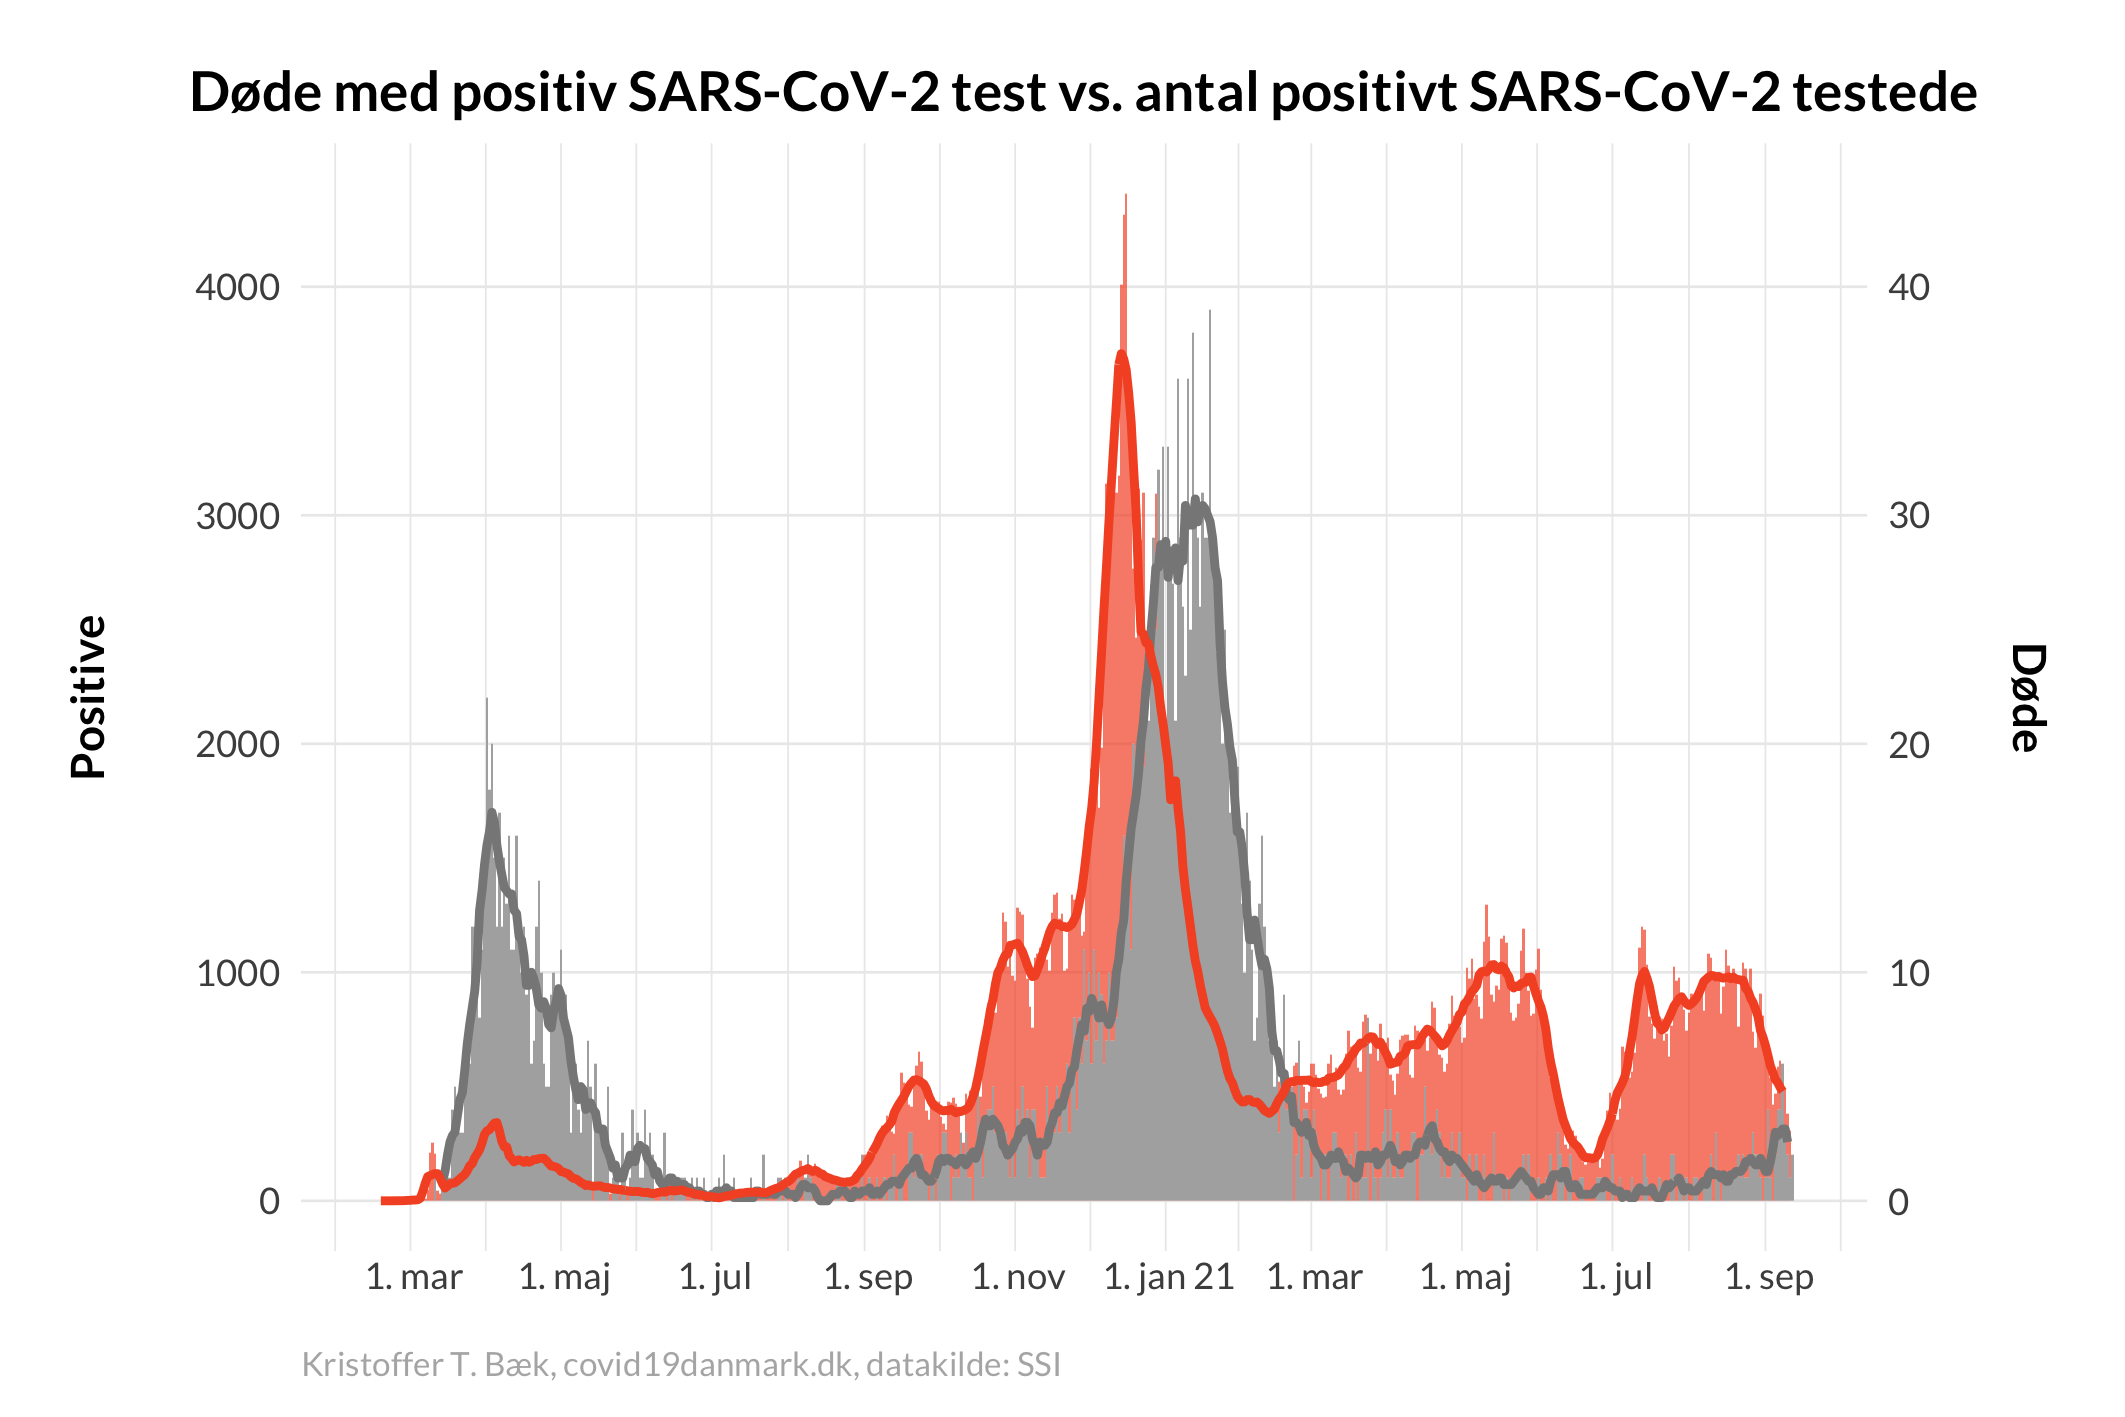 Døde med positiv SARS-CoV-2 test vs. antal positivt SARS-CoV-2 testede
4000
40
3000
30
Positive
Døde
2000
20
1000
10
0
0
1. mar
1. maj
1. jul
1. sep
1. nov
1. jan 21
1. mar
1. maj
1. jul
1. sep
Kristoffer T. Bæk, covid19danmark.dk, datakilde: SSI